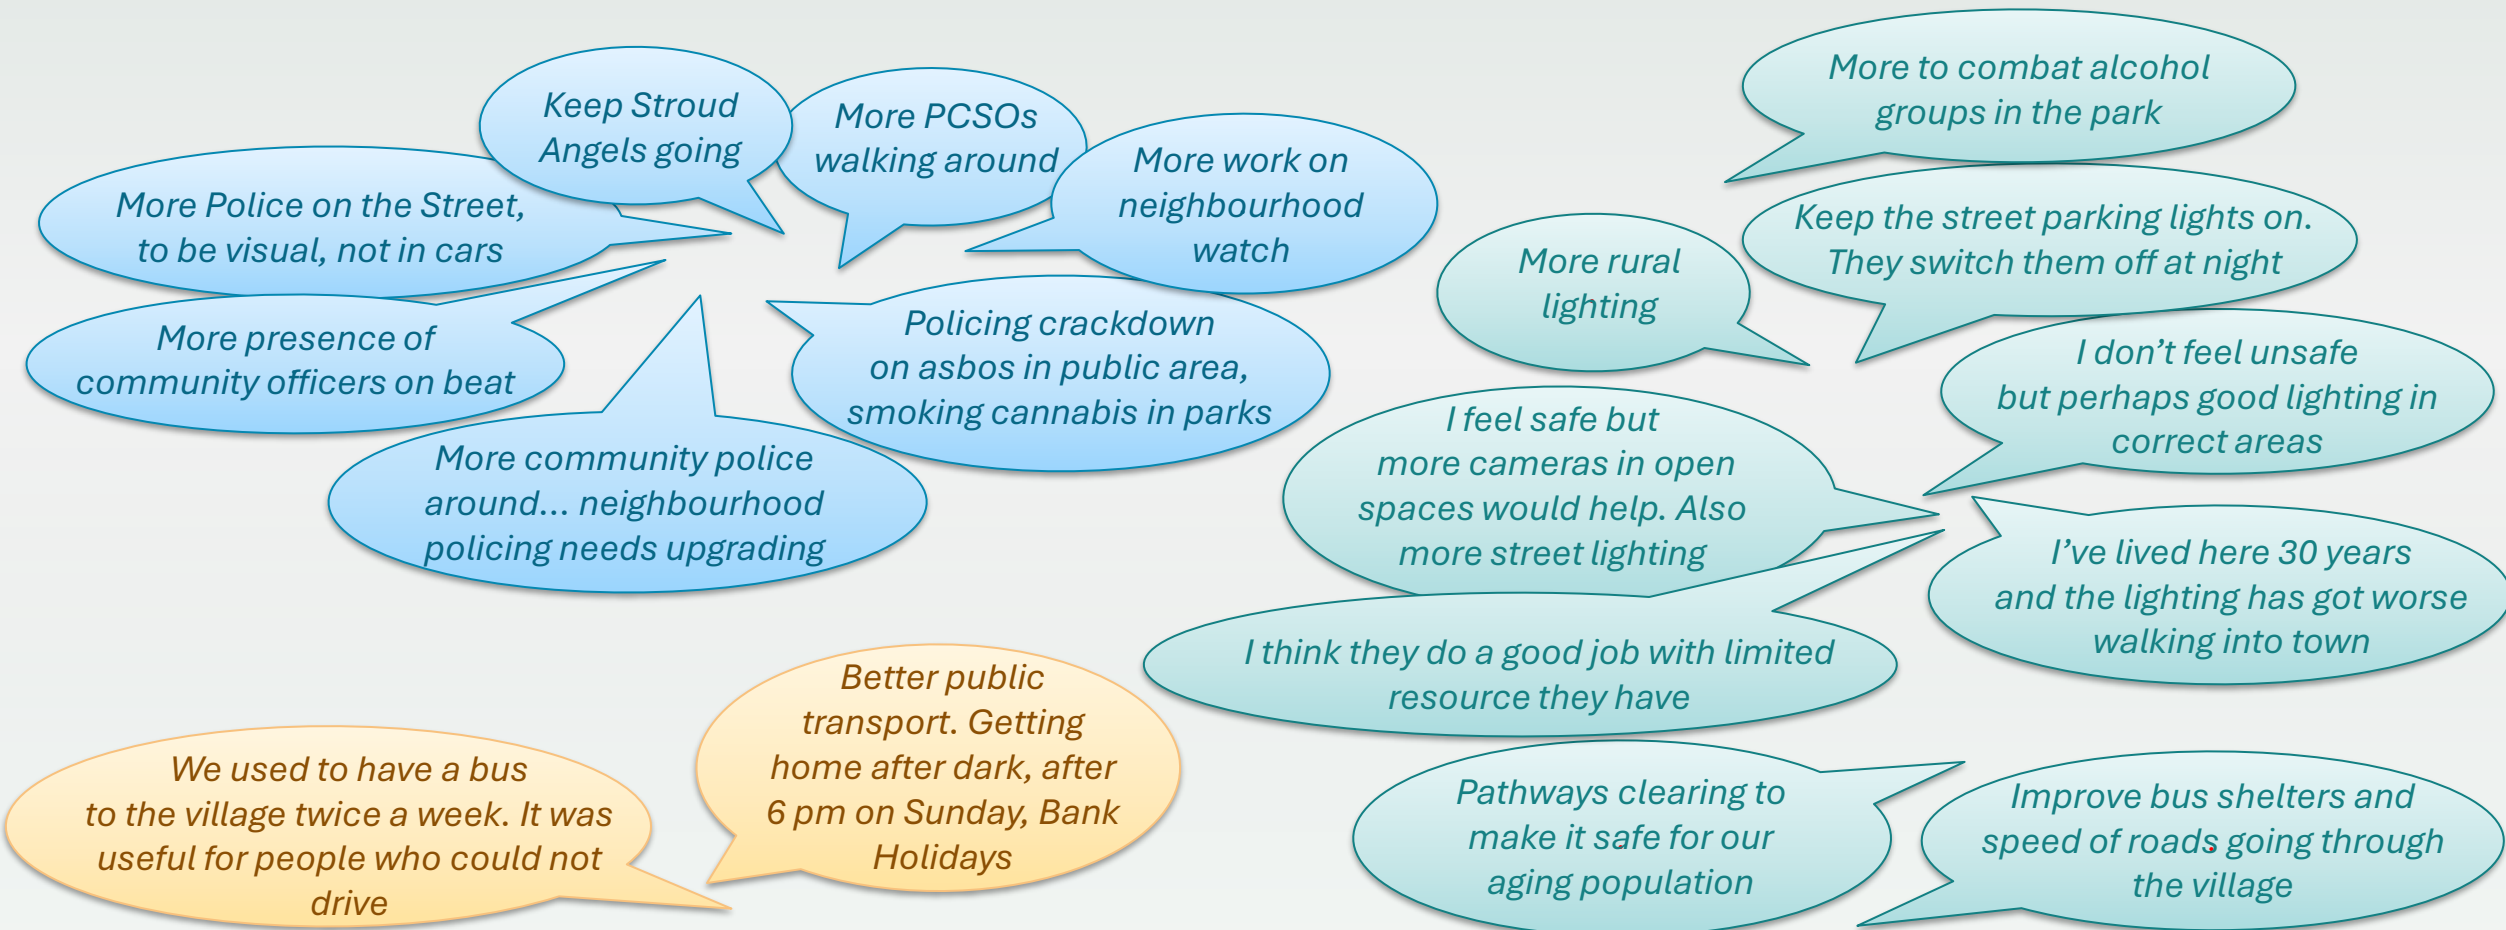 Keep Stroud
Angels going
More PCSOs
walking around
More work on
neighbourhood
watch
More Police on the Street,
to be visual, not in cars
More presence of
community officers on beat
Policing crackdown
on asbos in public area,
smoking cannabis in parks
More community police
around... neighbourhood
policing needs upgrading
More to combat alcohol
groups in the park
Keep the street parking lights on.
They switch them off at night
More rural
lighting
I don't feel unsafe
but perhaps good lighting in
correct areas
I feel safe but
more cameras in open
spaces would help. Also
more street lighting
I've lived here 30 years
and the lighting has got worse
walking into town
I think they do a good job with limited
resource they have
Better public
transport. Getting
home after dark, after
6 pm on Sunday, Bank
Holidays
We used to have a bus
to the village twice a week. It was
useful for people who could not
drive
Pathways clearing to
make it safe for our
aging population
Improve bus shelters and
speed of roads going through
the village